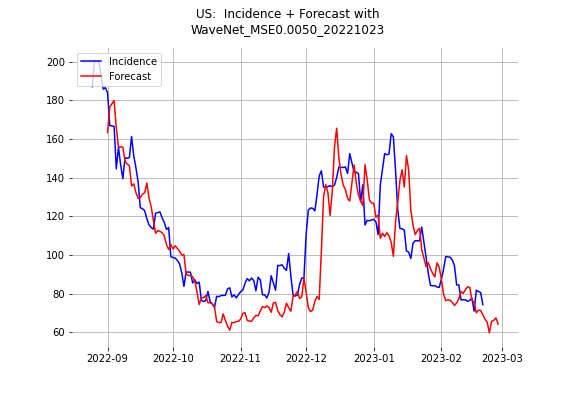 US:  Incidence + Forecast with
WaveNet_MSE0.0050_20221023
Incidence
Forecast
200
180
160
140
120
100
80
60
2022-09 2022-10 2022-11 2022-12 2023-01 2023-02 2023-03